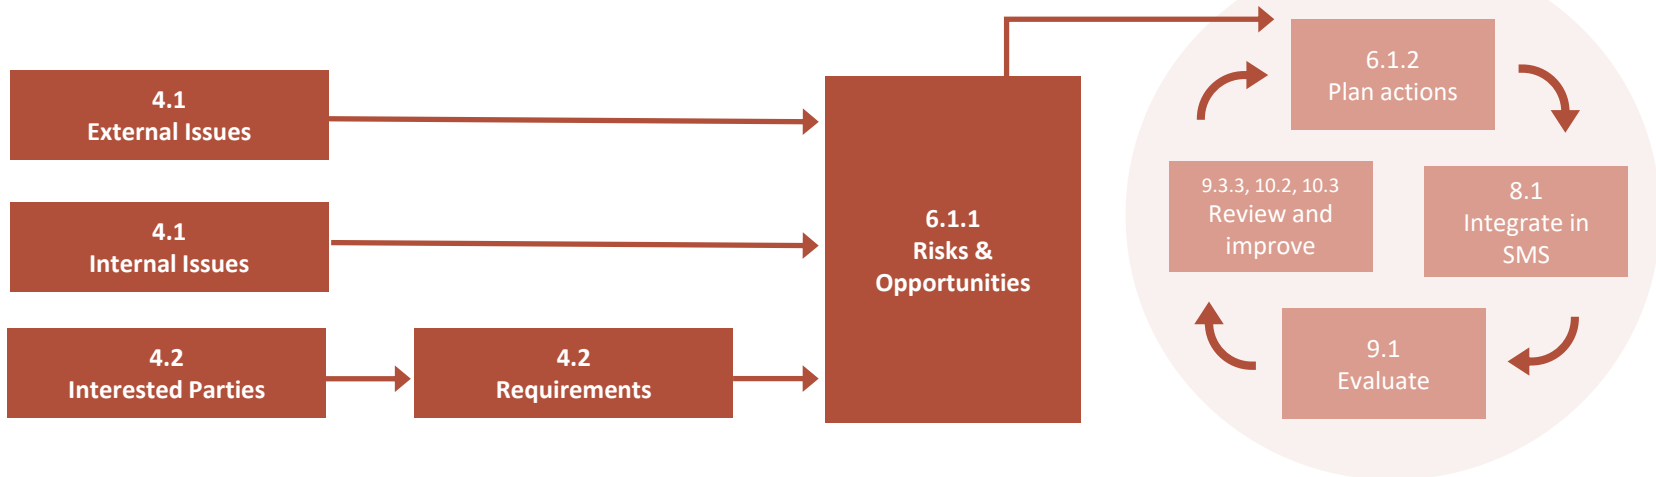 4.1
External Issues
4.1
Internal Issues
4.2
Interested Parties
4.2
Requirements
6.1.1
Risks &
Opportunities
6.1.2
Plan actions
8.1
Integrate in
SMS
9.1
Evaluate
9.3.3, 10.2, 10.3
Review and
improve